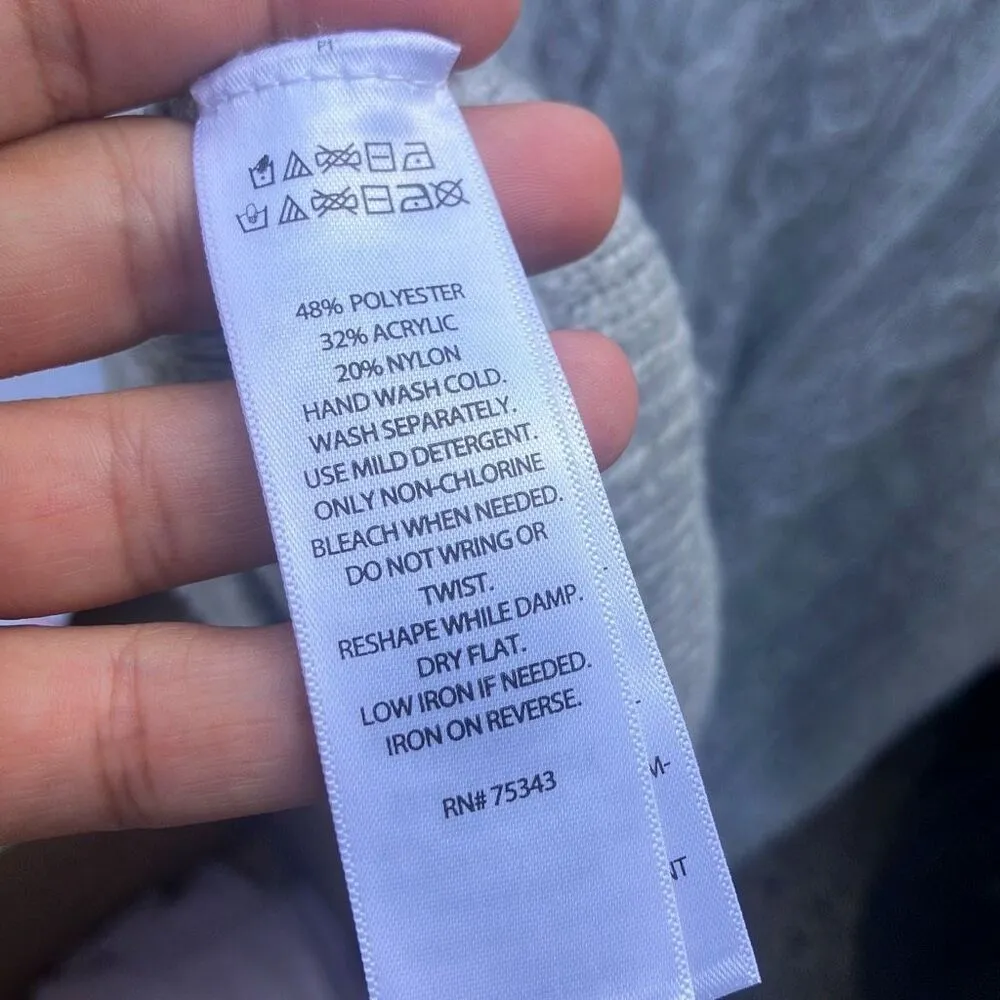 P1
48% POLYESTER
32% ACRYLIC
20% NYLON
HAND WASH COLD.
WASH SEPARATELY.
USE MILD DETERGENT.
ONLY NON-CHLORINE
BLEACH WHEN NEEDED.
DO NOT WRING OR
TWIST.
RESHAPE WHILE DAMP.
DRY FLAT.
LOW IRON IF NEEDED.
IRON ON REVERSE.
RN# 75343
M-
NT